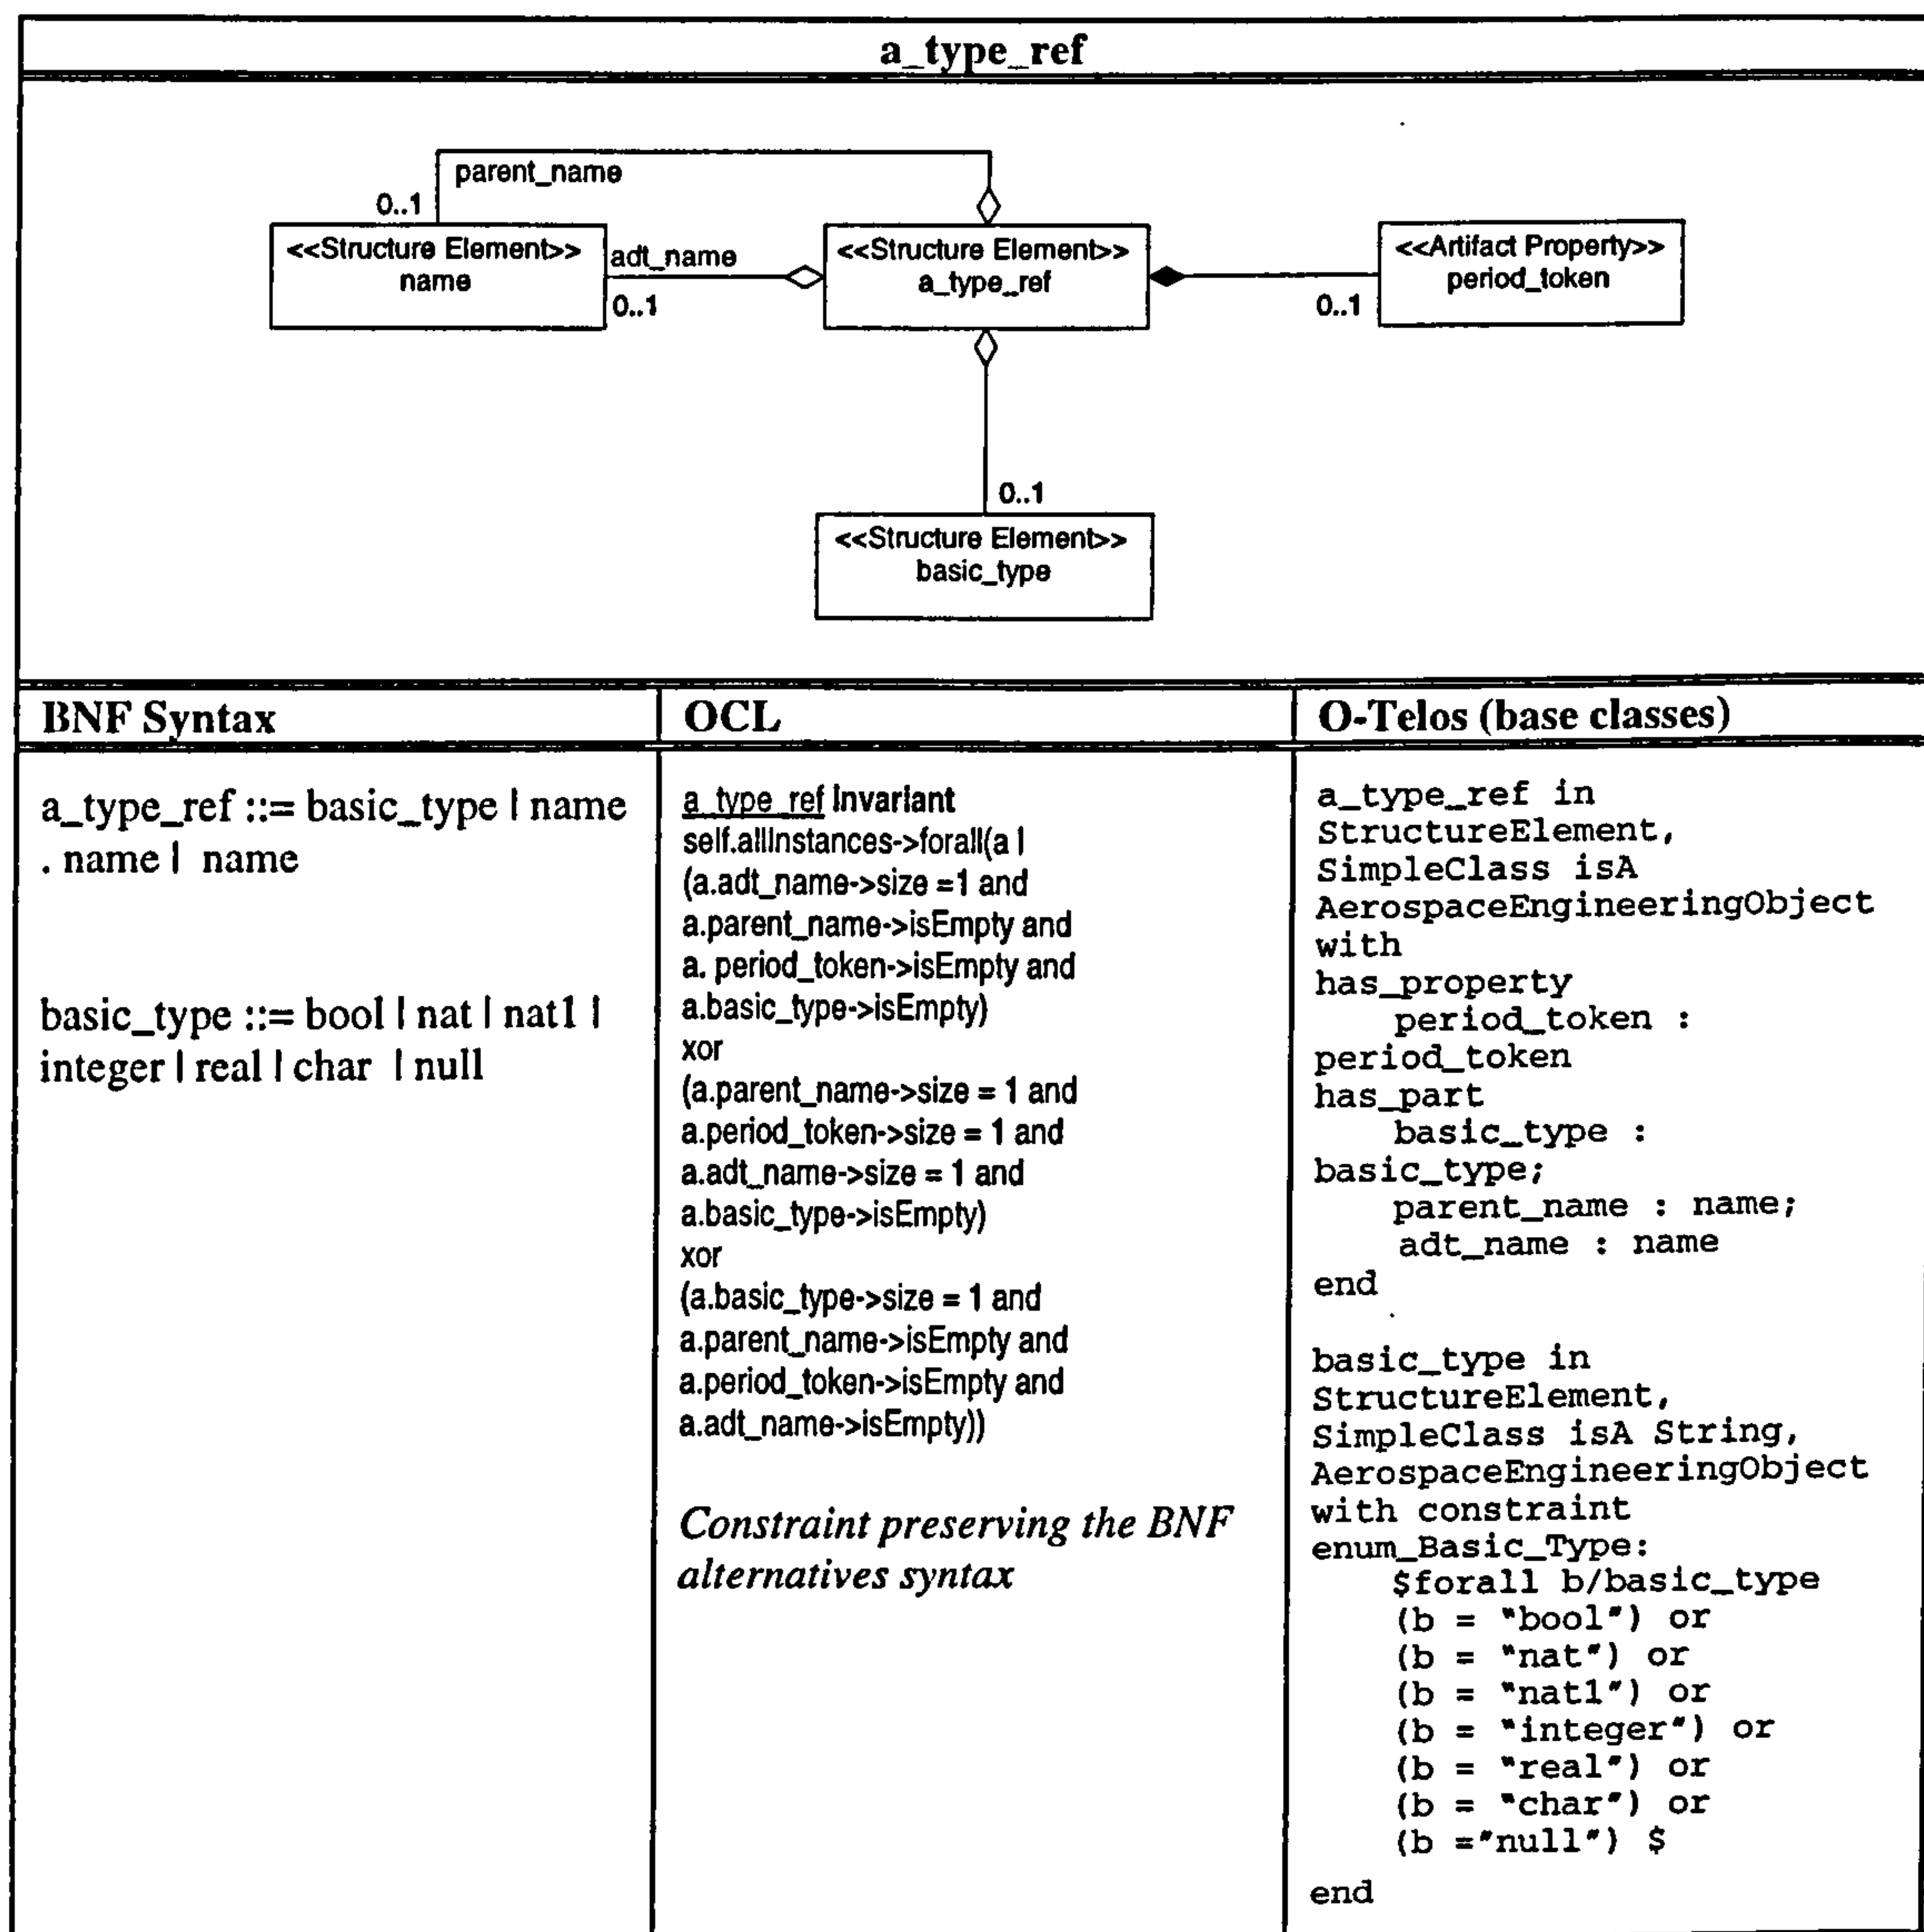 a_type_ref
parent_name
0..1
<<Structure Element>>
name
adt_name
0..1
<<Structure Element>>
a_type_ref
<<Artifact Property>>
period_token
0..1
0..1
<<Structure Element>>
basic_type
BNF Syntax
a_type_ref ::= basic_type | name
. name | name
basic_type ::= bool | nat | nat1 |
integer | real | char | null
OCL
a_type_ref Invariant
self.allInstances->forall(a |
(a.adt_name->size =1 and
a.parent_name->isEmpty and
a. period_token->isEmpty and
a.basic_type->isEmpty)
xor
(a.parent_name->size = 1 and
a.period_token->size = 1 and
a.adt_name->size = 1 and
a.basic_type->isEmpty)
xor
(a.basic_type->size = 1 and
a.parent_name->isEmpty and
a.period_token->isEmpty and
a.adt_name->isEmpty))
Constraint preserving the BNF
alternatives syntax
O-Telos (base classes)
a_type_ref in
StructureElement,
SimpleClass isA
AerospaceEngineeringObject
with
has_property
period_token :
period_token
has_part
basic_type :
basic_type;
parent_name : name;
adt_name : name
end
basic_type in
StructureElement,
SimpleClass isA String,
AerospaceEngineeringObject
with constraint
enum_Basic_Type:
$forall b/basic_type
(b = "bool") or
(b = "nat") or
(b = "nat1") or
(b = "integer") or
(b = "real") or
(b = "char") or
(b ="null") $
end